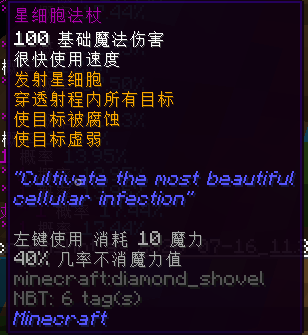 星细胞法杖
100 基础魔法伤害
很快使用速度
发射星细胞
穿透射程内所有目标
使目标被腐蚀
使目标虚弱
"Cultivate the most beautiful
cellular infection"
左键使用 消耗 10 魔力
40% 几率不消魔力值
minecraft:diamond_shovel
NBT: 6 tag(s)
Minecraft